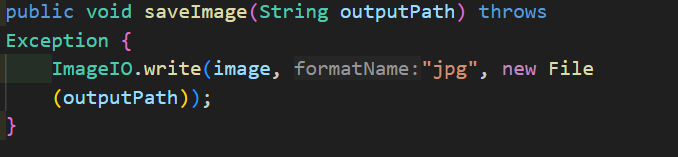 public void saveImage(String outputPath) throws
Exception {
ImageIO.write(image, formatName:"jpg", new File
(outputPath));
}